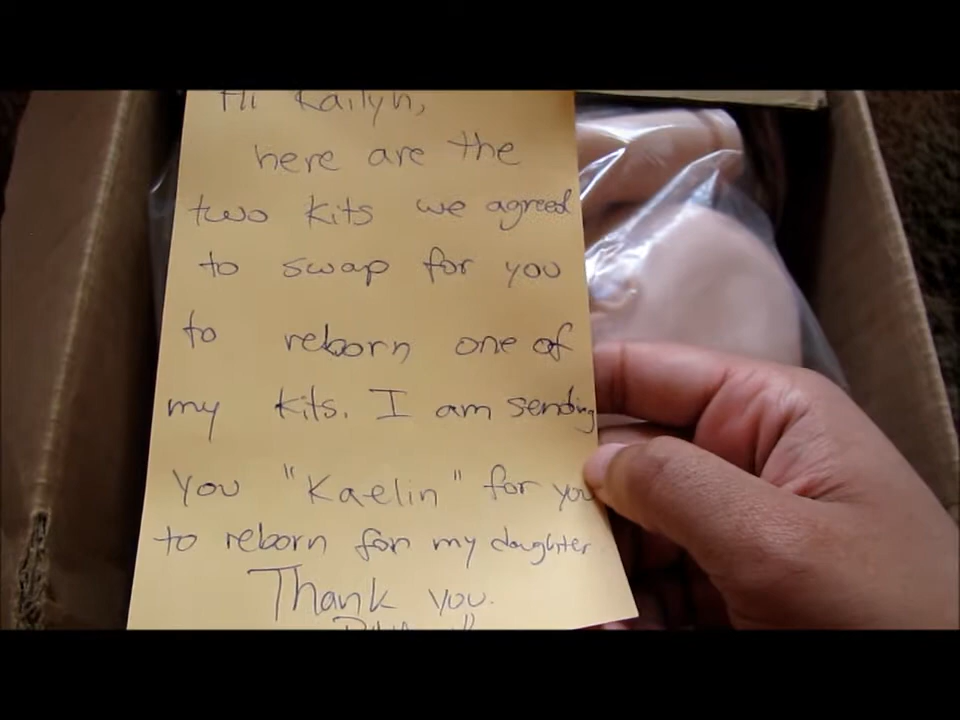 Hi Kailyn,
here are the
two kits we agreed
to swap for you
to reborn one of
my kits. I am sending
you "Kaelin" for you
to reborn for my daughter
Thank you.